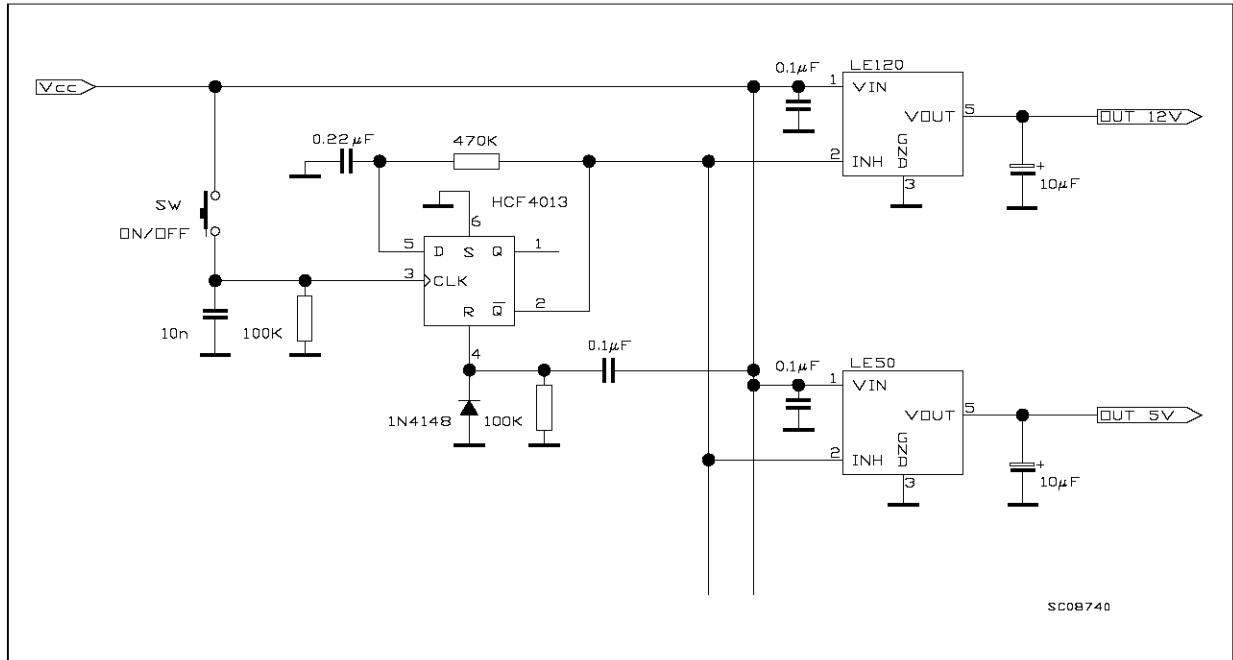 Vcc
SW
ON/OFF
10n
100K
0.22μF
470K
HCF4013
6
5 D S Q 1
3 CLK
R Q̅ 2
4
1N4148
100K
0.1μF
0.1μF
LE120
1 VIN
VOUT 5
GND
2 INH
3
10μF
+
OUT 12V
0.1μF
LE50
1 VIN
VOUT 5
GND
2 INH
3
10μF
+
OUT 5V
SC08740